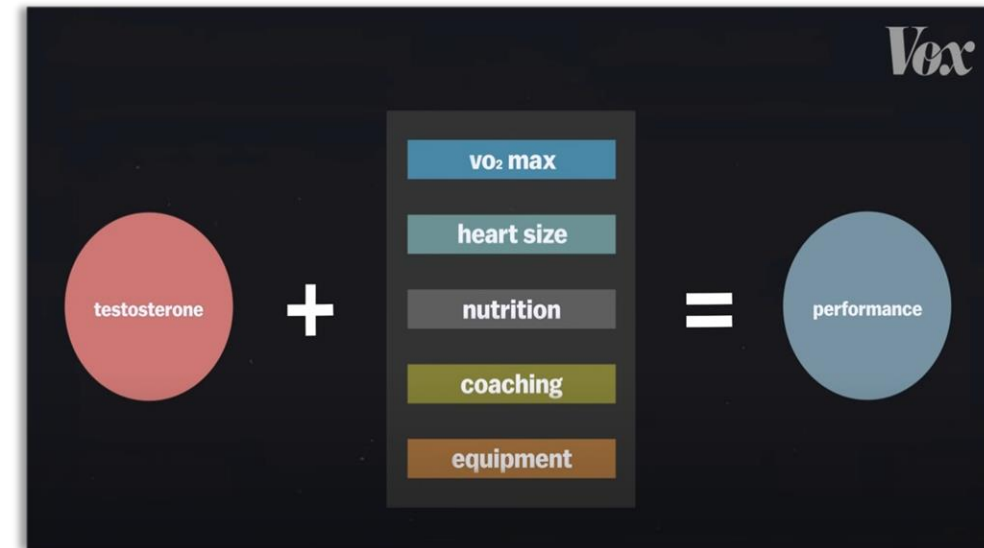 Vox
vo₂ max
heart size
testosterone
+
nutrition
=
performance
coaching
equipment